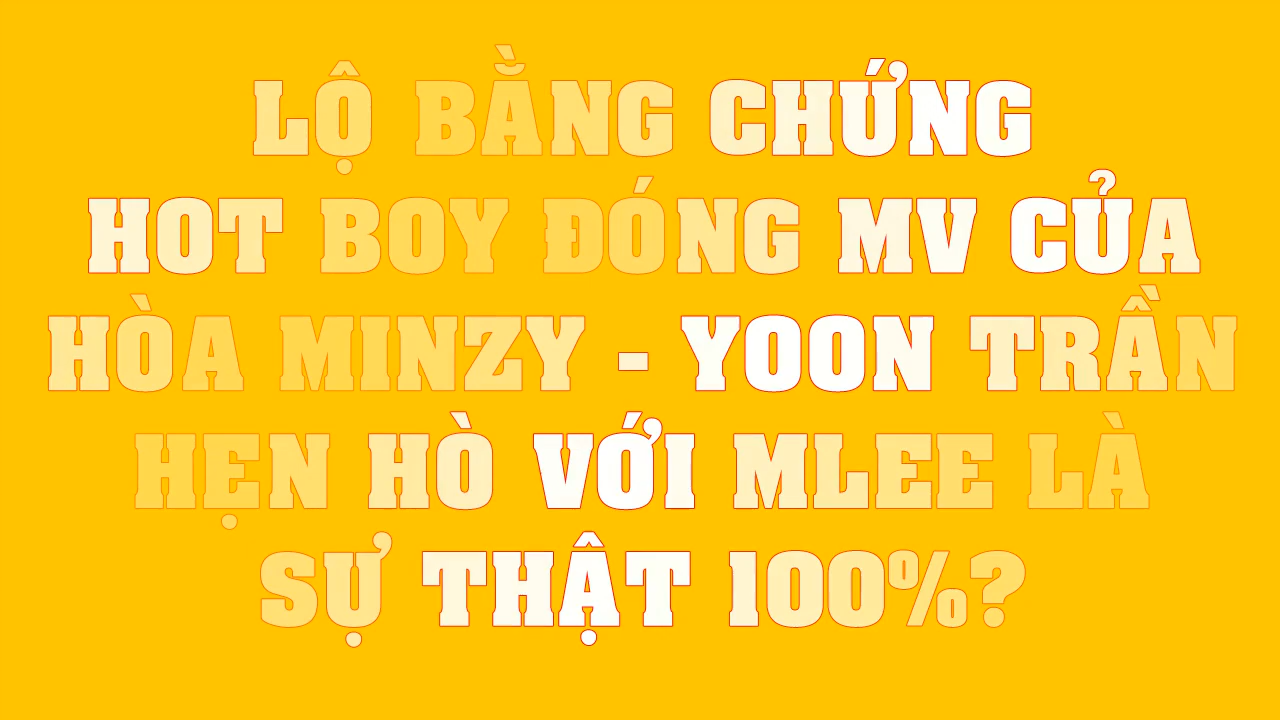 LỘ BẰNG CHỨNG
HOT BOY ĐÓNG MV CỦA
HÒA MINZY - YOON TRẦN
HẸN HÒ VỚI MLEE LÀ
SỰ THẬT 100%?